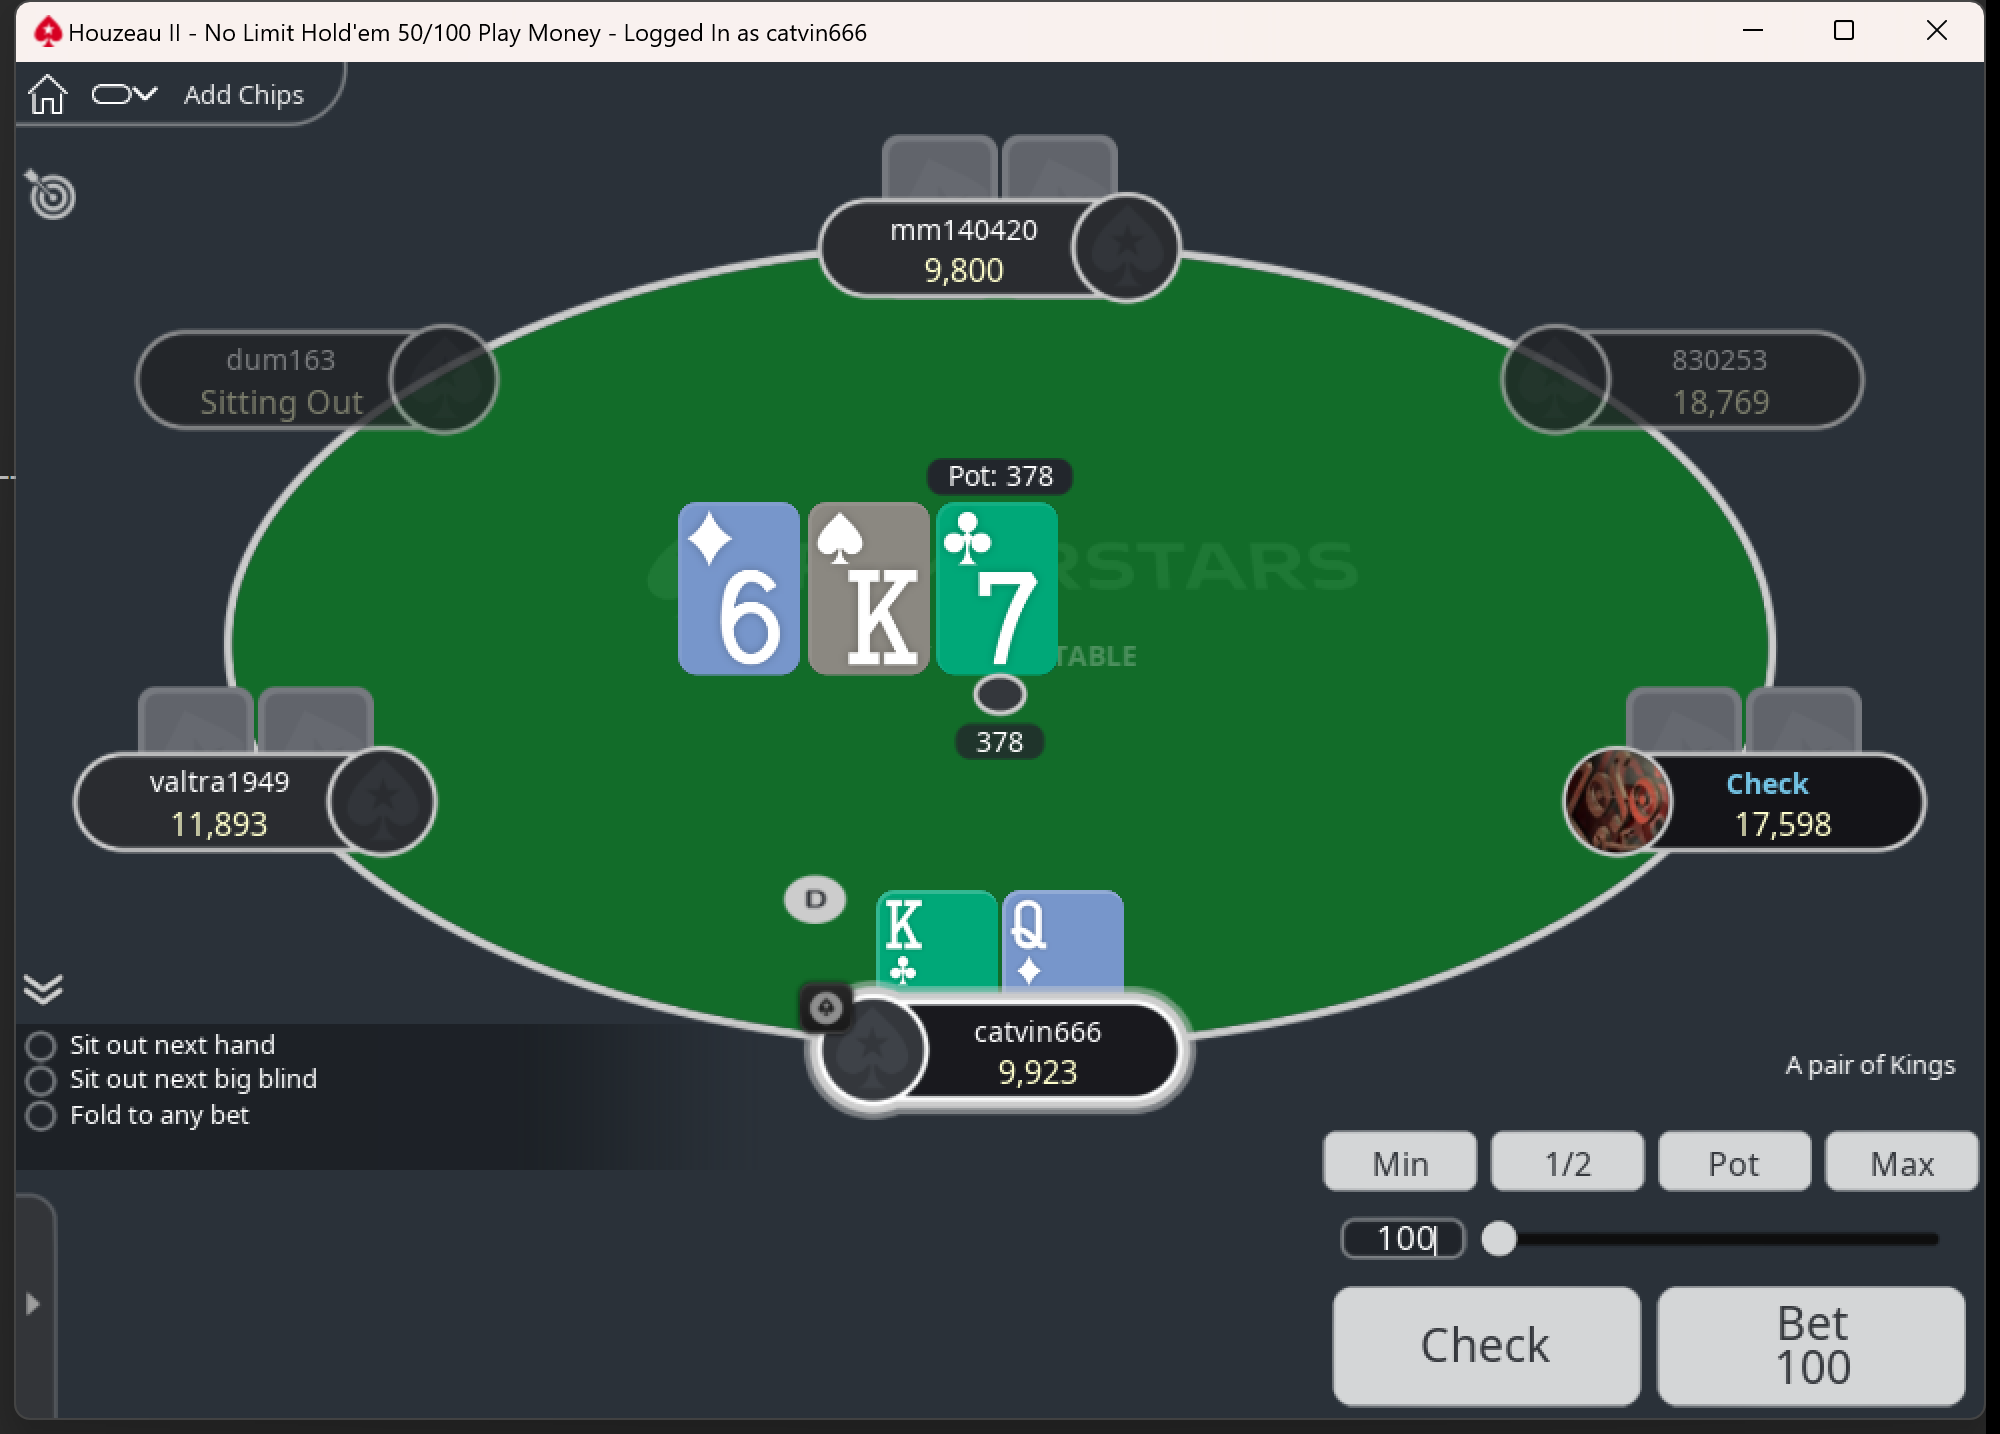 Houzeau II - No Limit Hold'em 50/100 Play Money - Logged In as catvin666
Add Chips
mm140420
9,800
dum163
Sitting Out
830253
18,769
Pot: 378
6
K
7
RSTARS
TABLE
378
valtra1949
11,893
Check
17,598
D
K
Q
catvin666
9,923
Sit out next hand
Sit out next big blind
Fold to any bet
A pair of Kings
Min
1/2
Pot
Max
100
Check
Bet
100